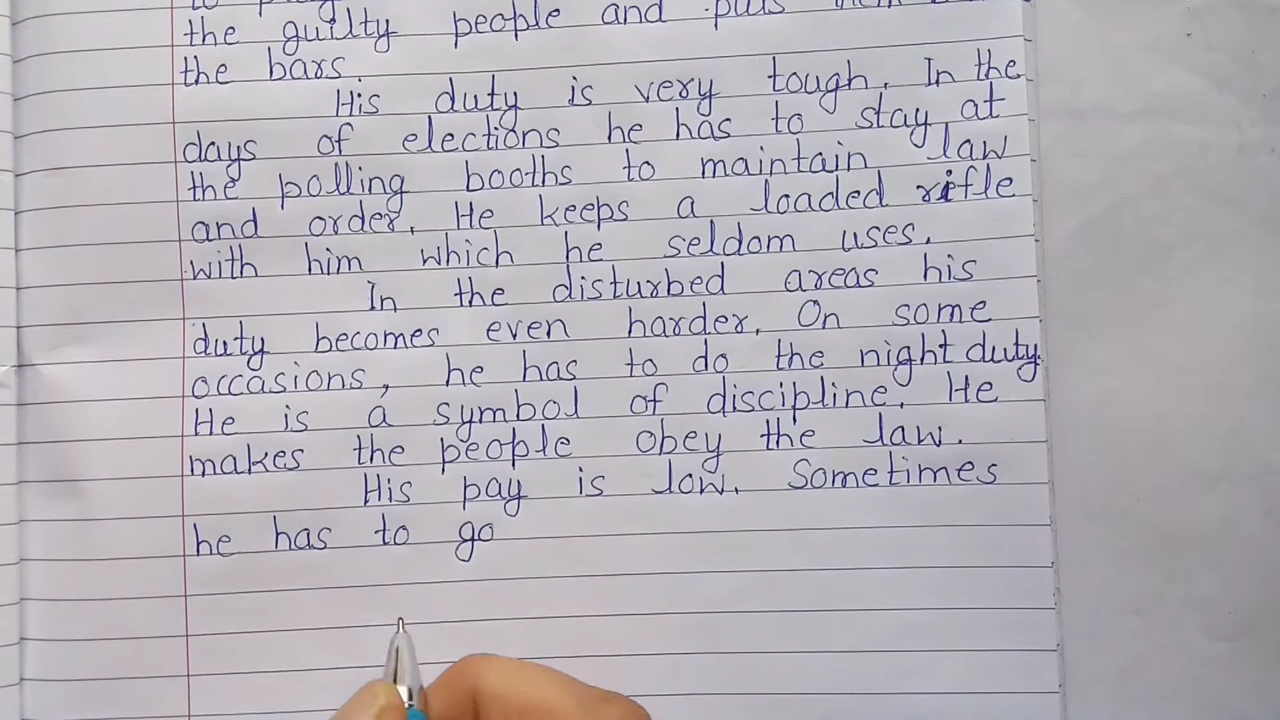 the guilty people and puts
the bars.
His duty is very tough. In the
days of elections he has to stay at
the polling booths to maintain law
and order. He keeps a loaded rifle
with him which he seldom uses.
In the disturbed areas his
duty becomes even harder. On some
occasions, he has to do the night duty.
He is a symbol of discipline. He
makes the people obey the law.
His pay is low. Sometimes
he has to go